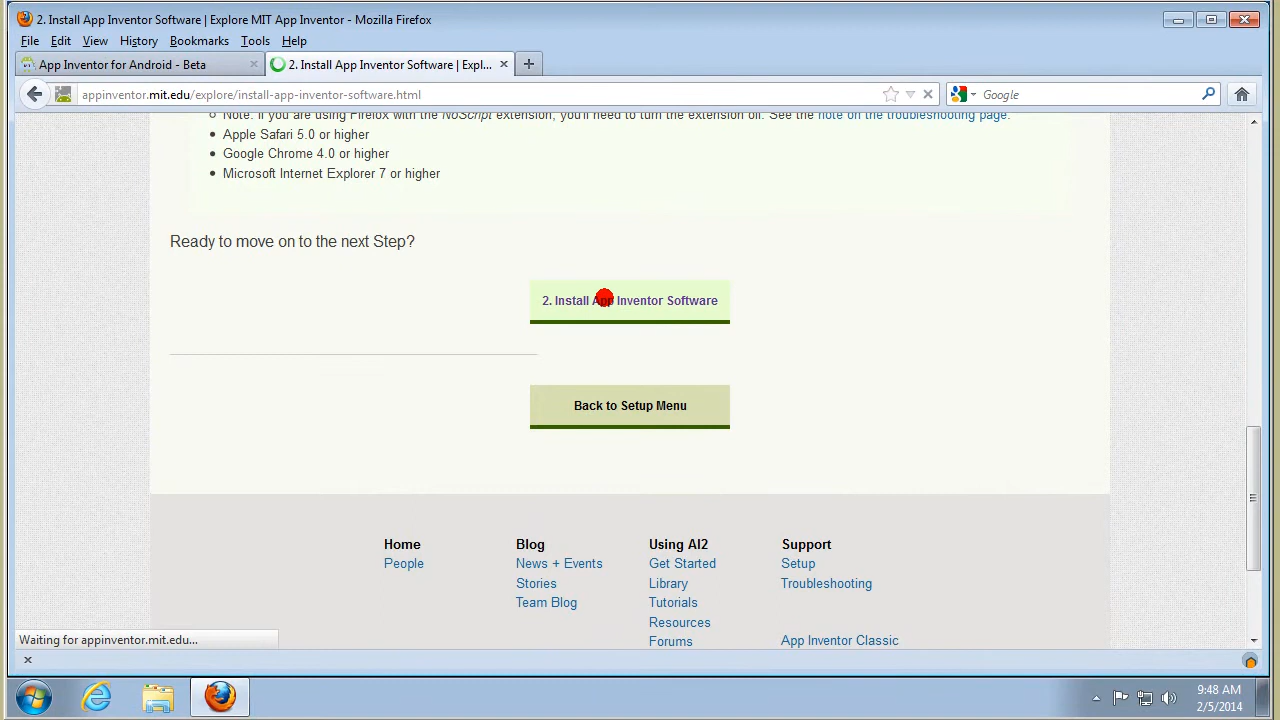 2. Install App Inventor Software | Explore MIT App Inventor - Mozilla Firefox
File Edit View History Bookmarks Tools Help
App Inventor for Android - Beta × 2. Install App Inventor Software | Expl... × +
appinventor.mit.edu/explore/install-app-inventor-software.html Google
Note: if you are using Firefox with the NoScript extension, you'll need to turn the extension off. See the note on the troubleshooting page.
Apple Safari 5.0 or higher
Google Chrome 4.0 or higher
Microsoft Internet Explorer 7 or higher
Ready to move on to the next Step?
2. Install App Inventor Software
Back to Setup Menu
Home Blog Using AI2 Support
People News + Events Get Started Setup
Stories Library Troubleshooting
Team Blog Tutorials
Resources
Forums App Inventor Classic
Waiting for appinventor.mit.edu...
×
9:48 AM
2/5/2014